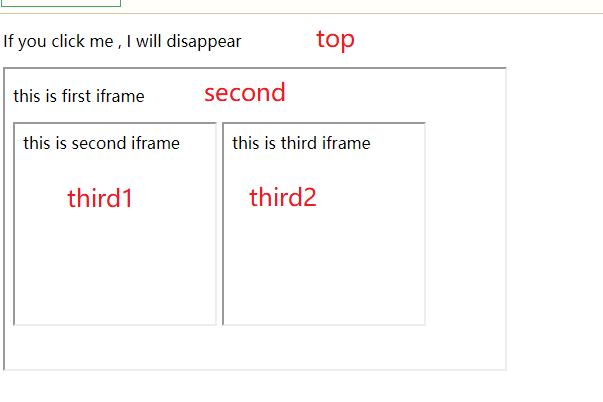 If you click me , I will disappear top
this is first iframe second
this is second iframe this is third iframe
third1 third2